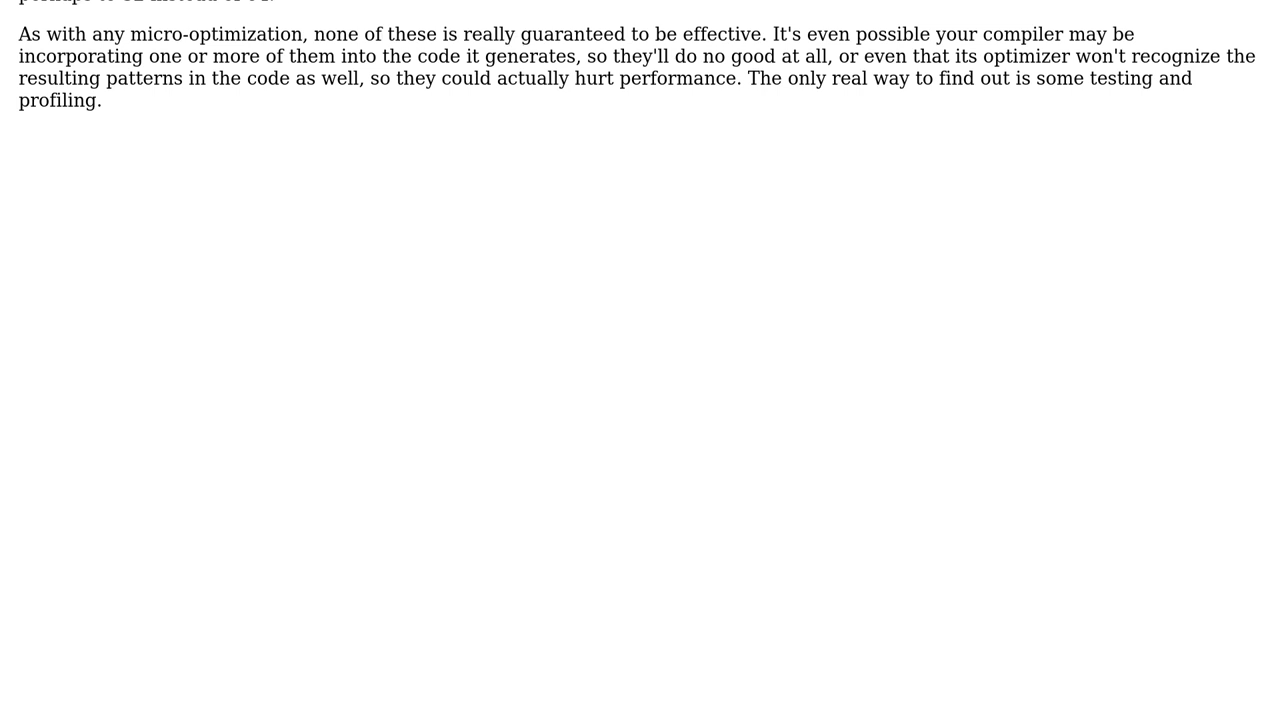 As with any micro-optimization, none of these is really guaranteed to be effective. It's even possible your compiler may be
incorporating one or more of them into the code it generates, so they'll do no good at all, or even that its optimizer won't recognize the
resulting patterns in the code as well, so they could actually hurt performance. The only real way to find out is some testing and
profiling.